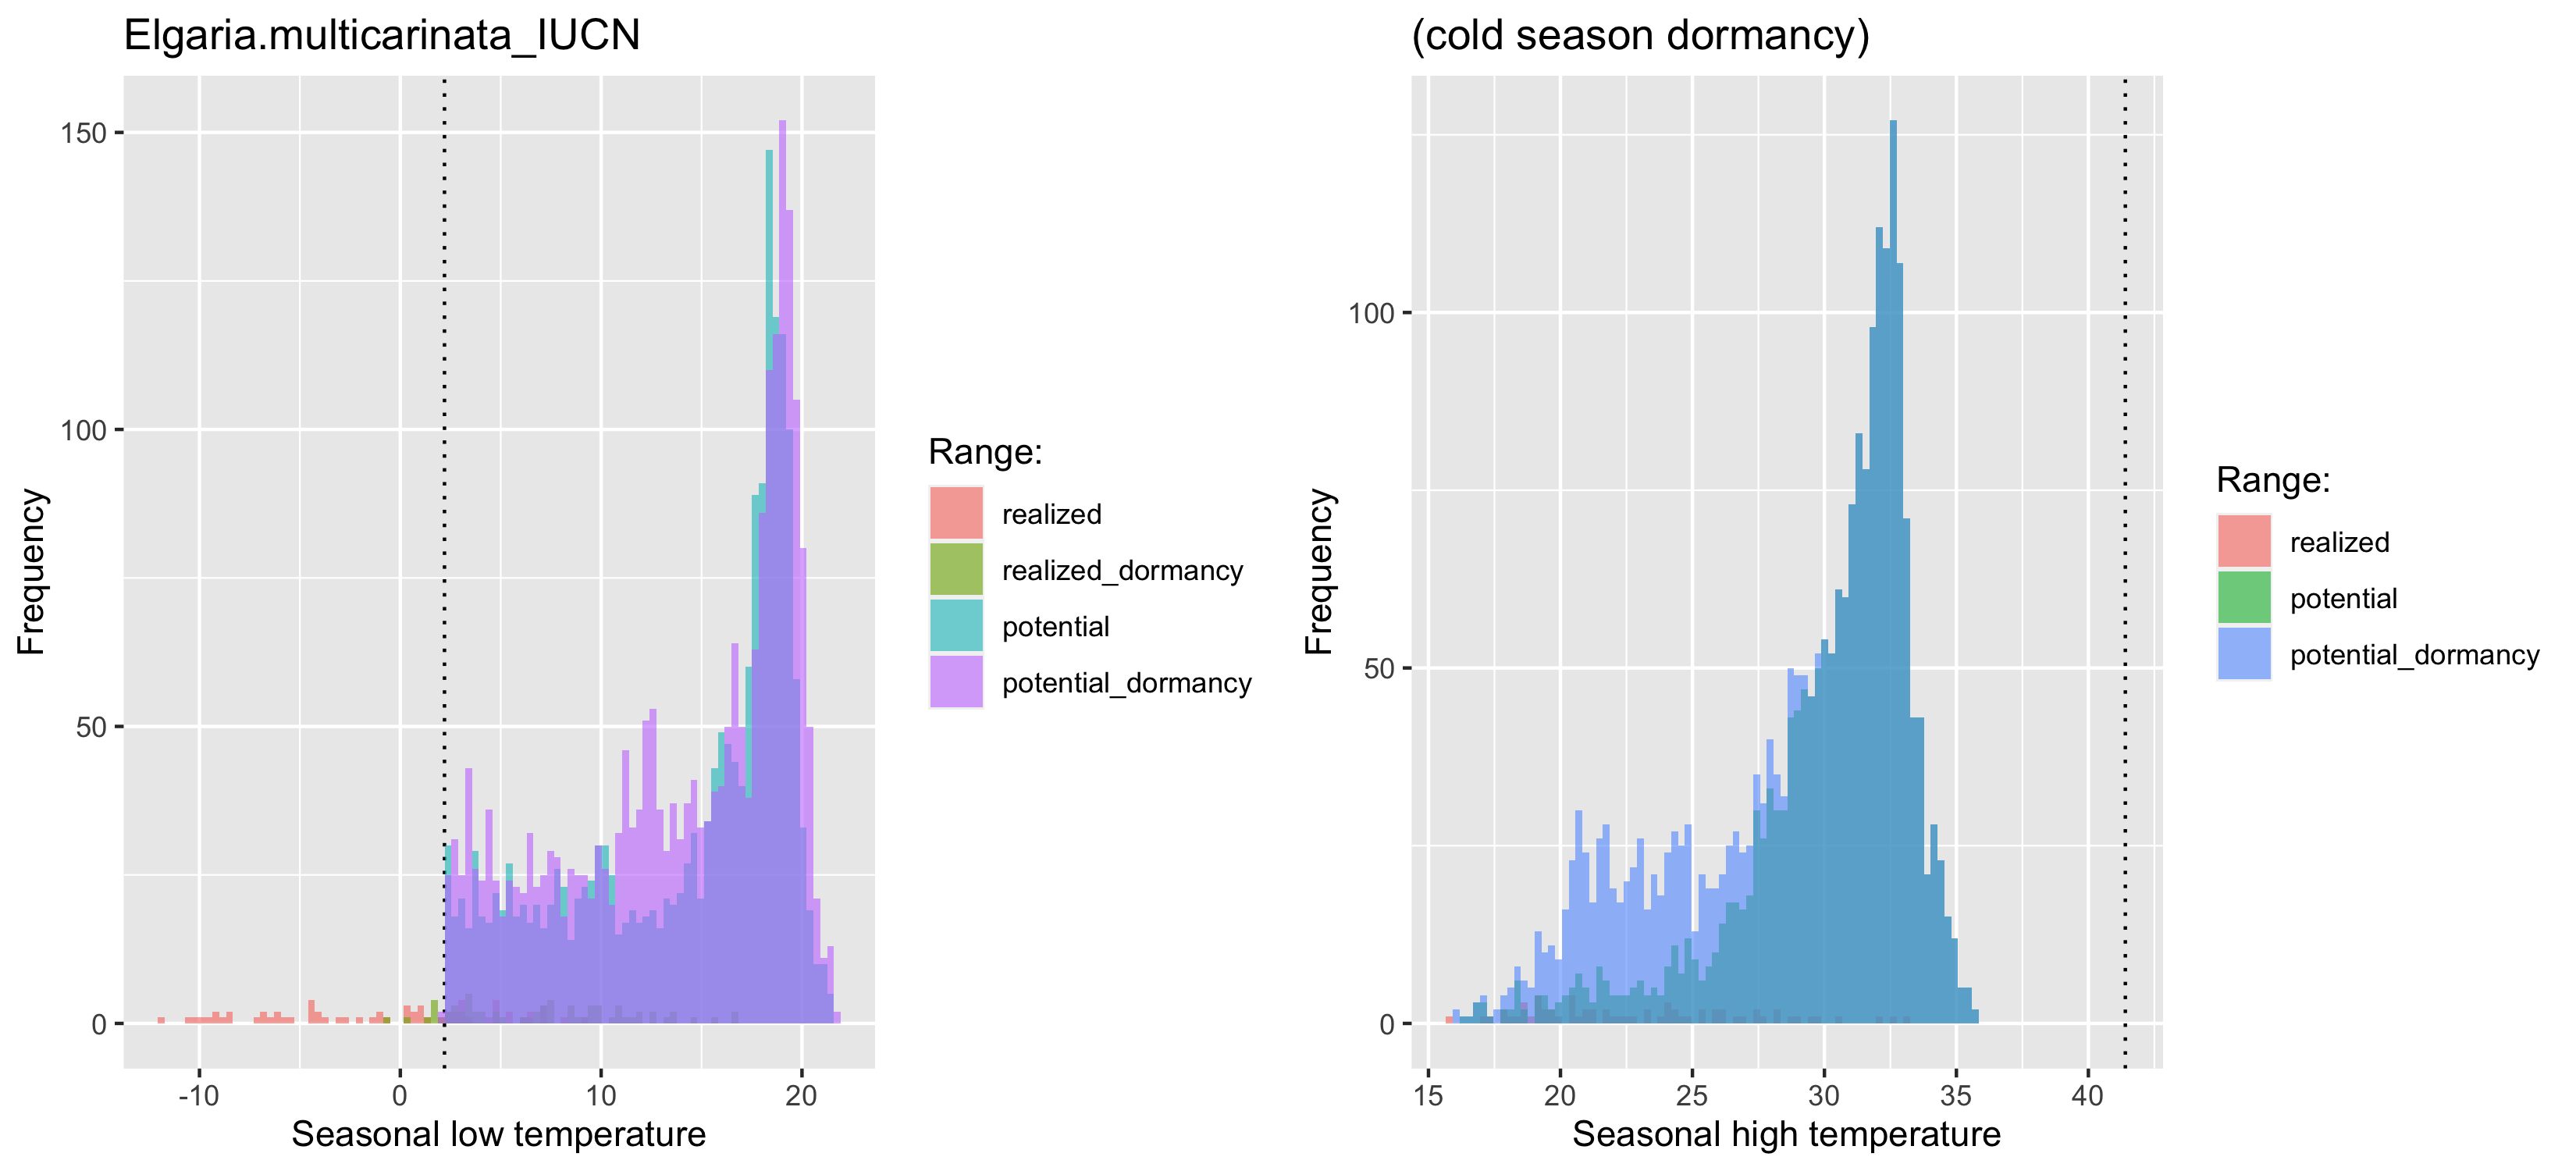 Elgaria.multicarinata_IUCN
150
100
50
0
-10 0 10 20
Frequency
Seasonal low temperature
Range:
realized
realized_dormancy
potential
potential_dormancy
(cold season dormancy)
100
50
0
15 20 25 30 35 40
Frequency
Seasonal high temperature
Range:
realized
potential
potential_dormancy